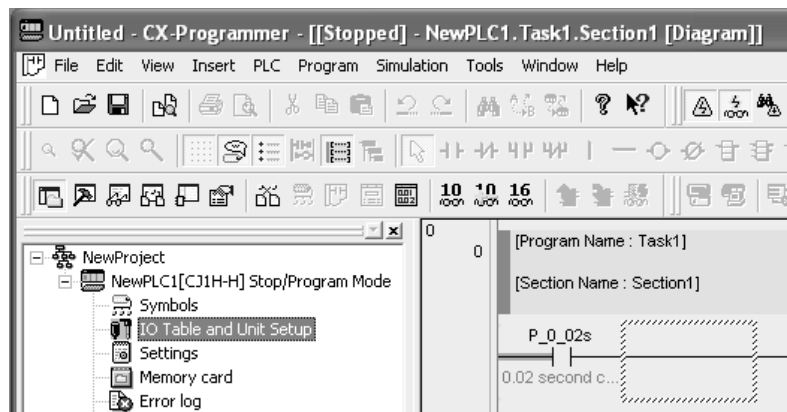 Untitled - CX-Programmer - [[Stopped] - NewPLC1.Task1.Section1 [Diagram]]
File Edit View Insert PLC Program Simulation Tools Window Help
10 10 16
0
0
[Program Name : Task1]
[Section Name : Section1]
NewProject
NewPLC1[CJ1H-H] Stop/Program Mode
Symbols
IO Table and Unit Setup
Settings
Memory card
Error log
P_0_02s
0.02 second c...